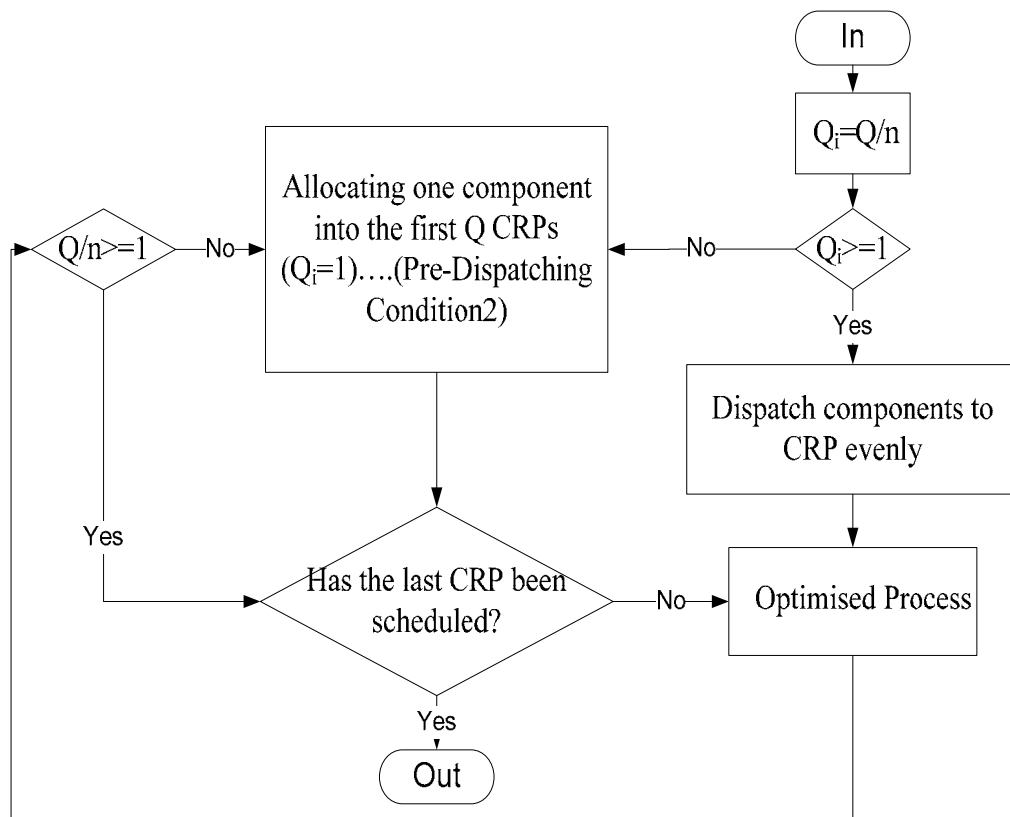 In
Qi=Q/n
Allocating one component
into the first Q CRPs
(Qi=1)….(Pre-Dispatching
Condition2)
Q/n>=1
No
No
Qi>=1
Yes
Dispatch components to
CRP evenly
Yes
Has the last CRP been
scheduled?
No
Optimised Process
Yes
Out